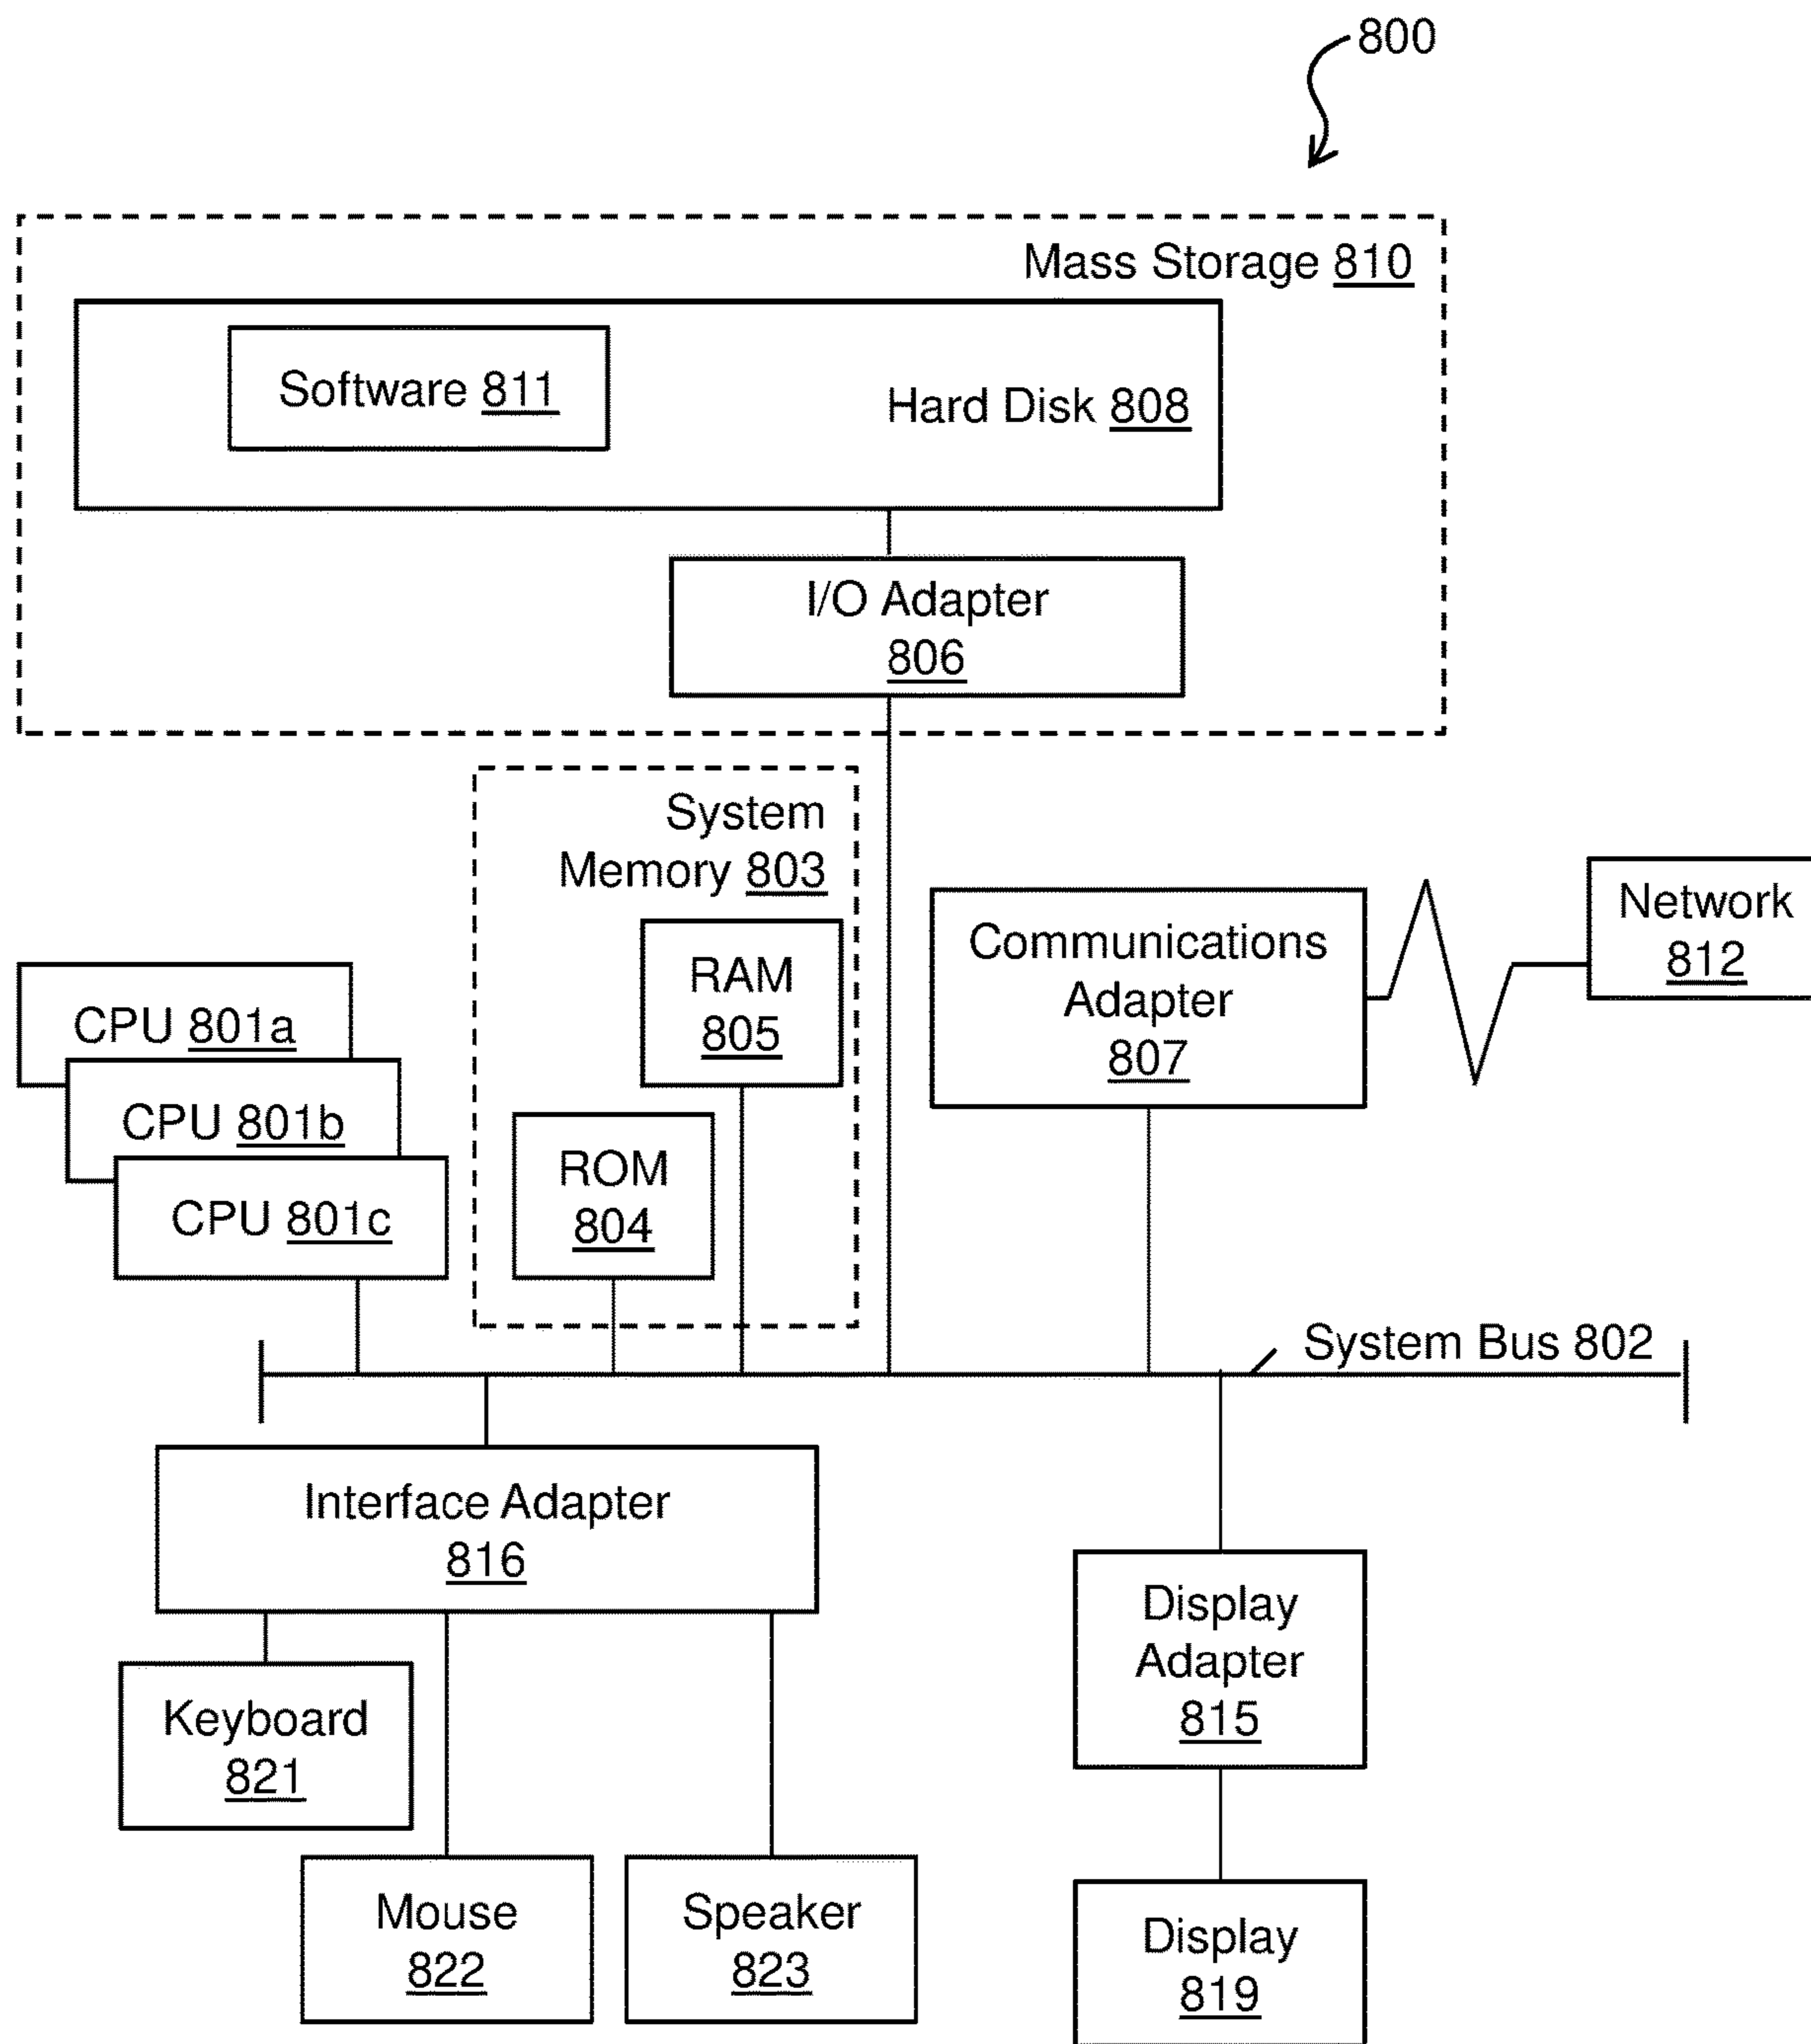 800
Mass Storage 810
Software 811
Hard Disk 808
I/O Adapter
806
System
Memory 803
RAM
805
ROM
804
CPU 801a
CPU 801b
CPU 801c
Communications
Adapter
807
Network
812
System Bus 802
Interface Adapter
816
Keyboard
821
Mouse
822
Speaker
823
Display
Adapter
815
Display
819